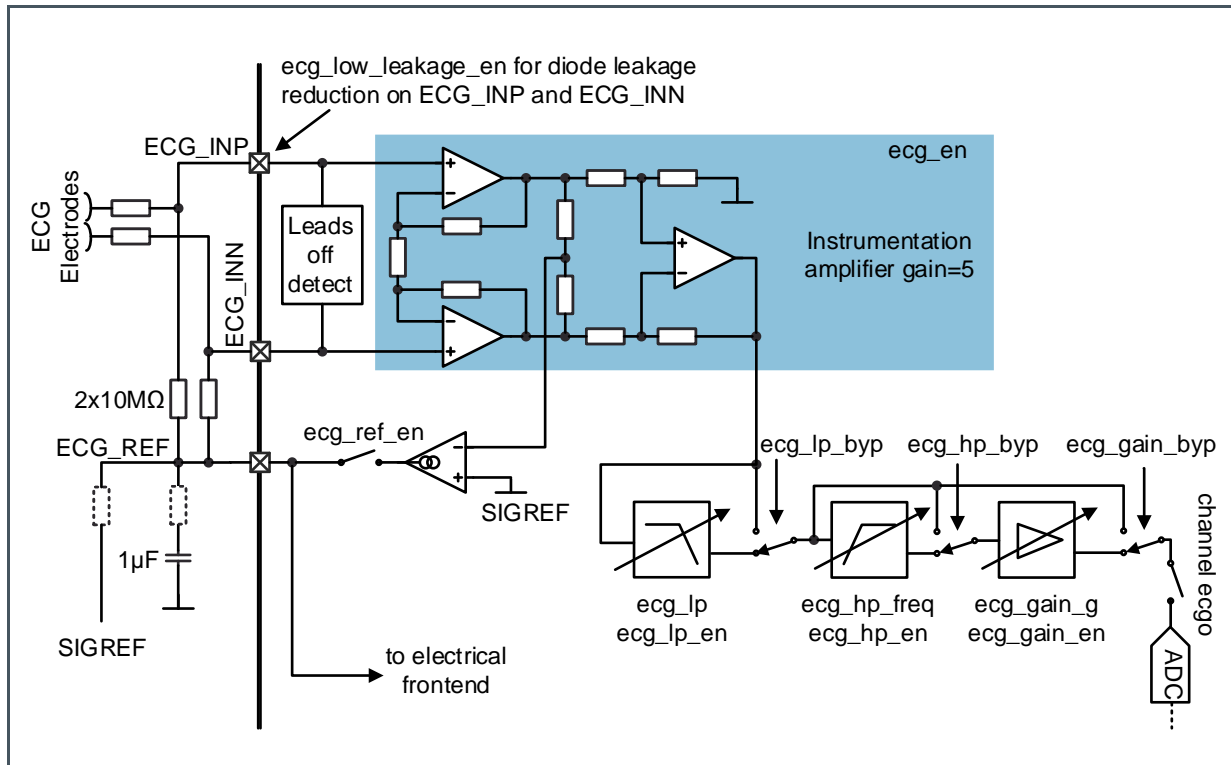 ecg_low_leakage_en for diode leakage
reduction on ECG_INP and ECG_INN
ECG_INP
ecg_en
ECG
Electrodes
Leads
off
detect
Instrumentation
amplifier gain=5
ECG_INN
2x10MΩ
ECG_REF
ecg_ref_en
SIGREF
ecg_lp_byp
ecg_hp_byp
ecg_gain_byp
1µF
SIGREF
ecg_lp
ecg_lp_en
ecg_hp_freq
ecg_hp_en
ecg_gain_g
ecg_gain_en
channel ecgo
ADC
to electrical
frontend